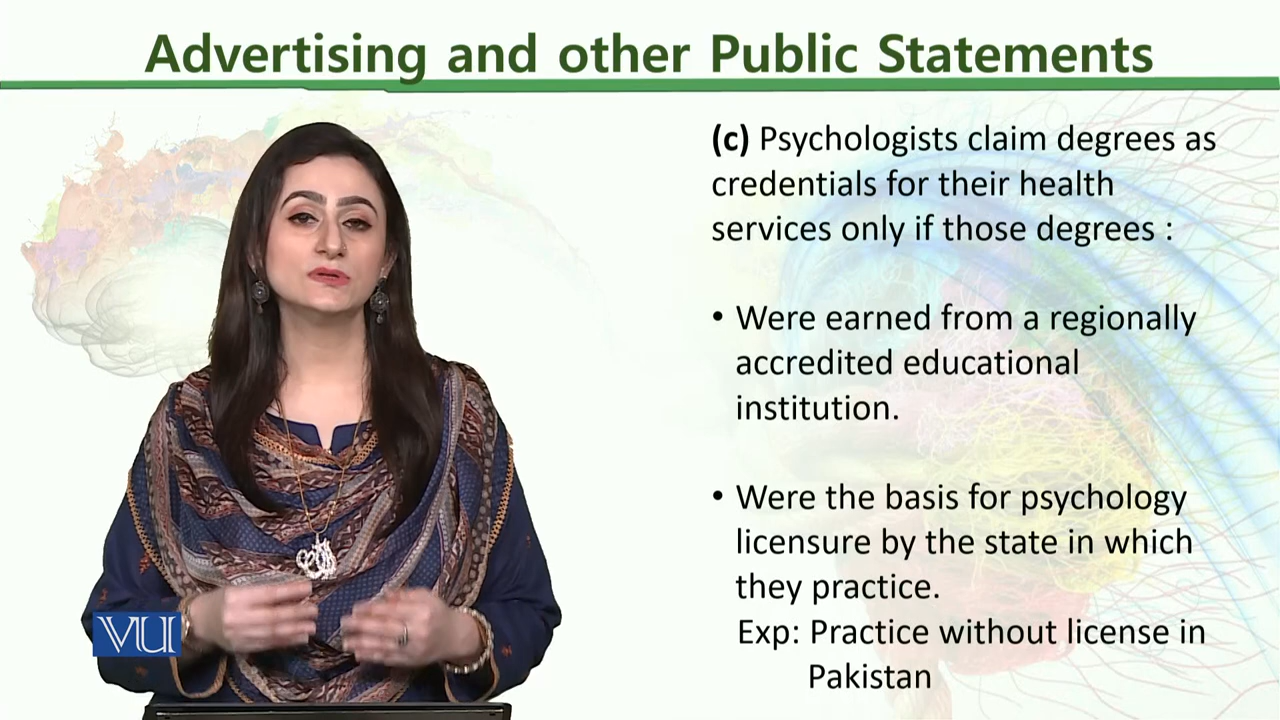 Advertising and other Public Statements
(c) Psychologists claim degrees as
credentials for their health
services only if those degrees :
• Were earned from a regionally
accredited educational
institution.
• Were the basis for psychology
licensure by the state in which
they practice.
Exp: Practice without license in
Pakistan
VU